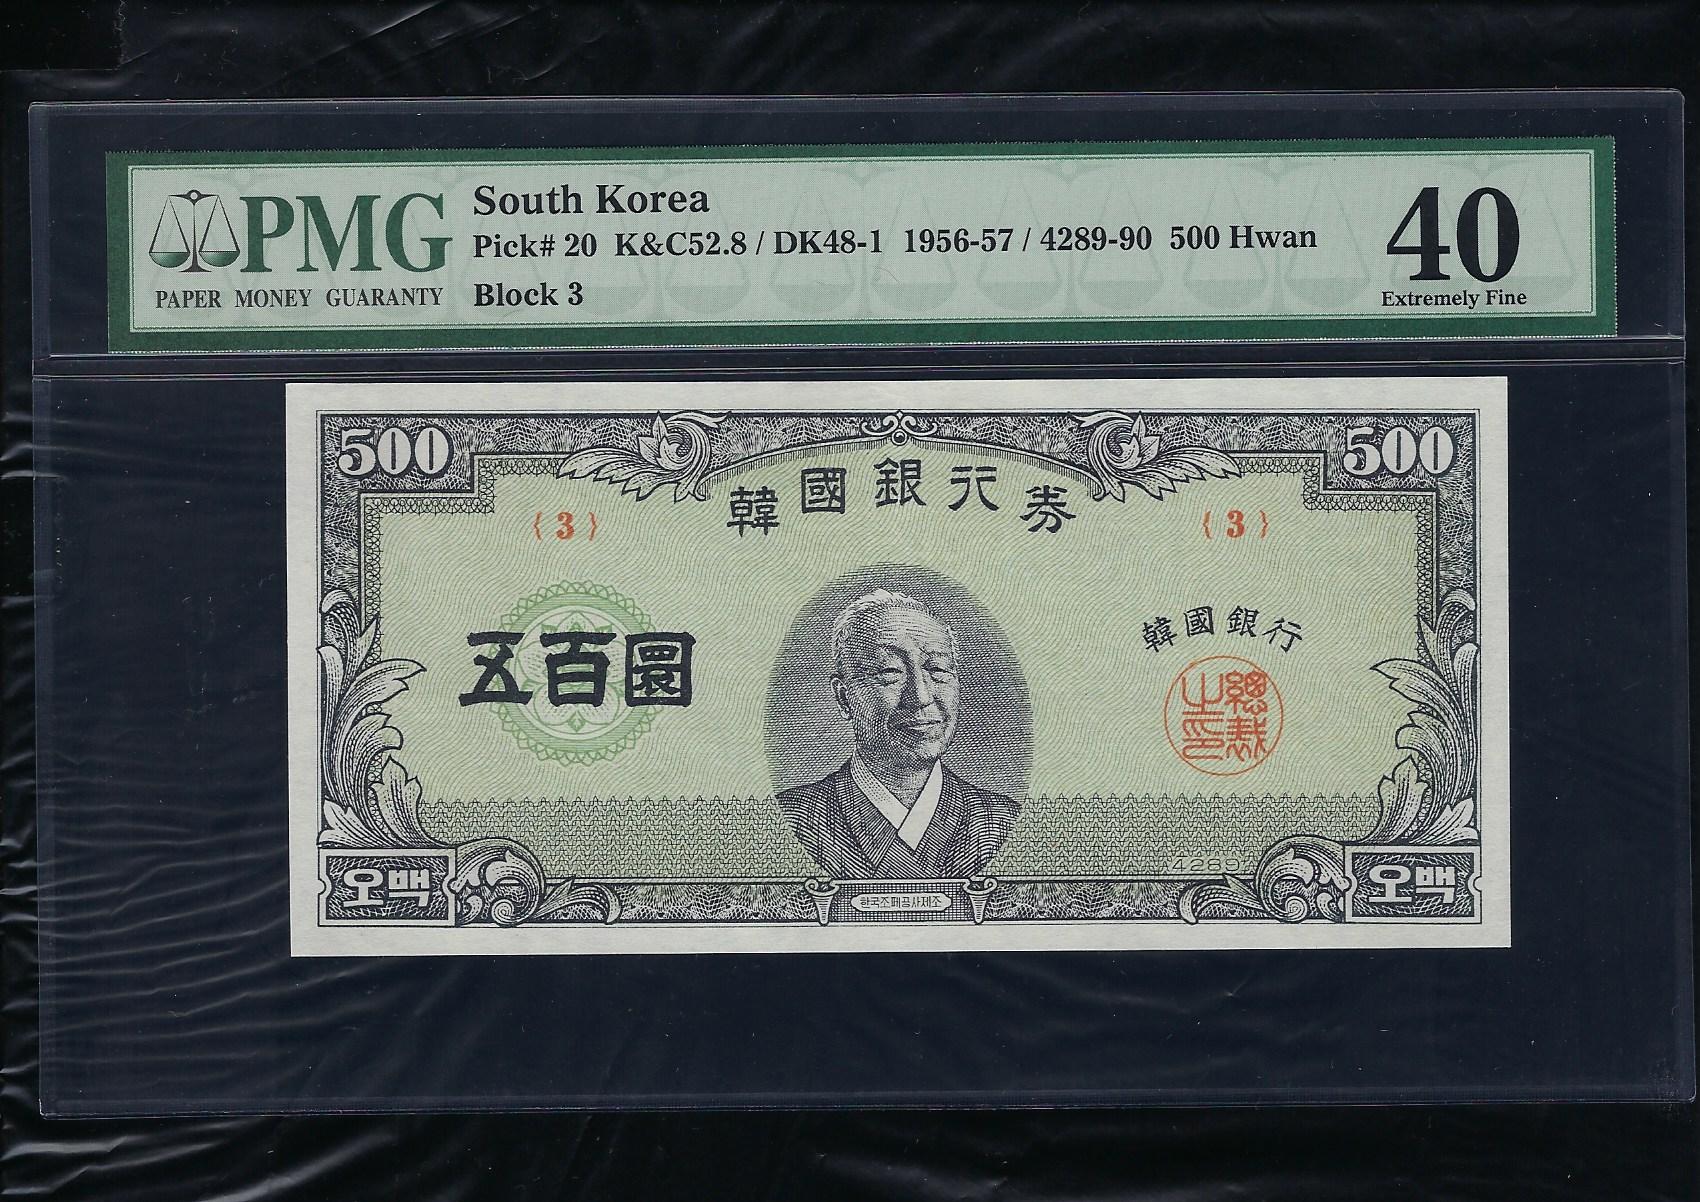 PMG
PAPER MONEY GUARANTY
South Korea
Pick# 20 K&C52.8 / DK48-1 1956-57 / 4289-90 500 Hwan
Block 3
40
Extremely Fine
500
500
韓國銀行券
{ 3 }
{ 3 }
五百圜
韓國銀行
總裁之印
4289
오백
한국조폐공사제조
오백